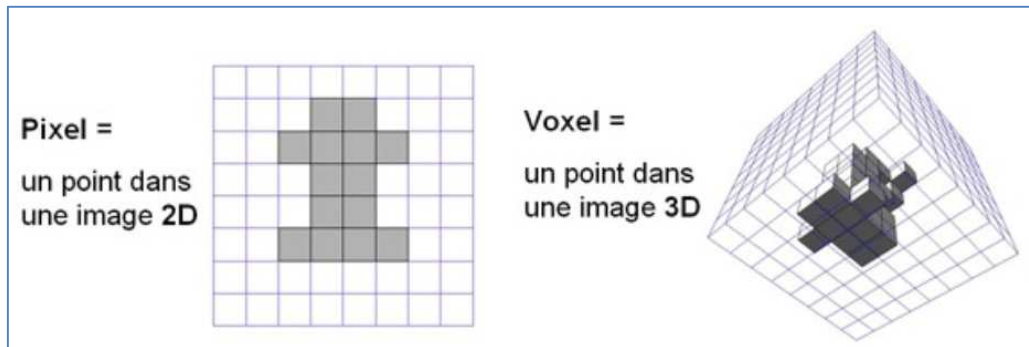 Pixel =
un point dans
une image 2D
Voxel =
un point dans
une image 3D